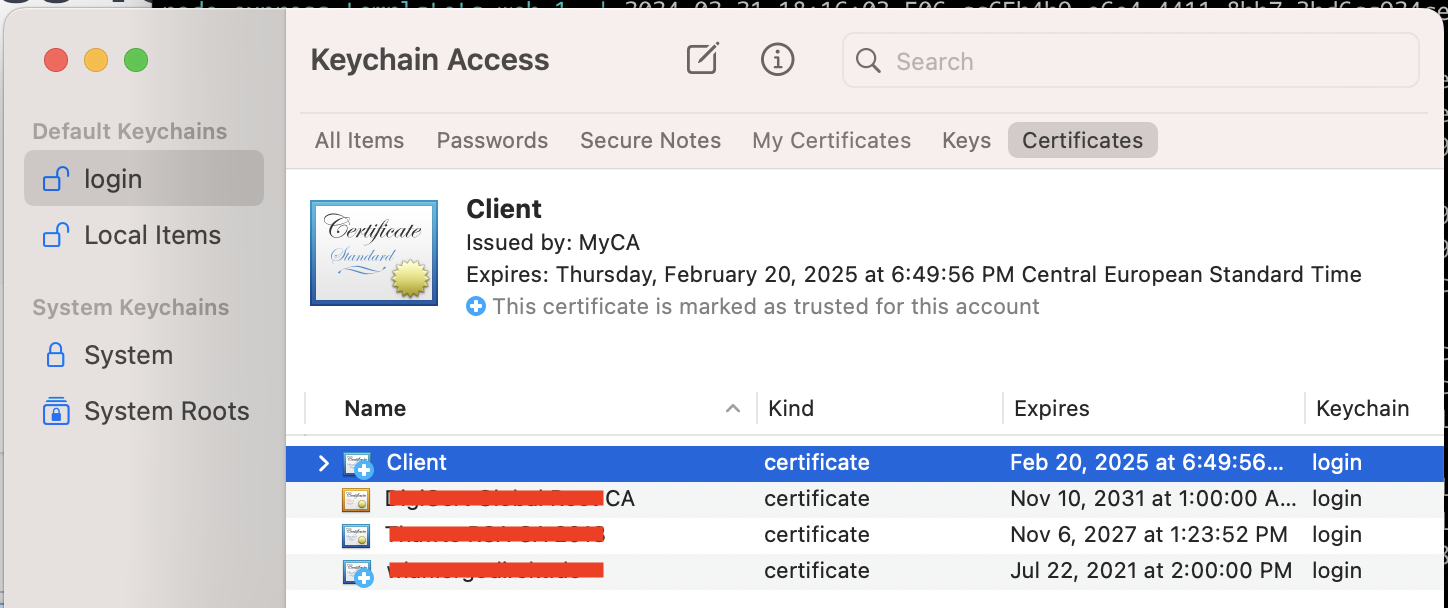 Keychain Access
Search
Default Keychains
login
Local Items
System Keychains
System
System Roots
All Items Passwords Secure Notes My Certificates Keys Certificates
Certificate
Standard
Client
Issued by: MyCA
Expires: Thursday, February 20, 2025 at 6:49:56 PM Central European Standard Time
This certificate is marked as trusted for this account
Name Kind Expires Keychain
Client certificate Feb 20, 2025 at 6:49:56... login
CA certificate Nov 10, 2031 at 1:00:00 A... login
certificate Nov 6, 2027 at 1:23:52 PM login
certificate Jul 22, 2021 at 2:00:00 PM login